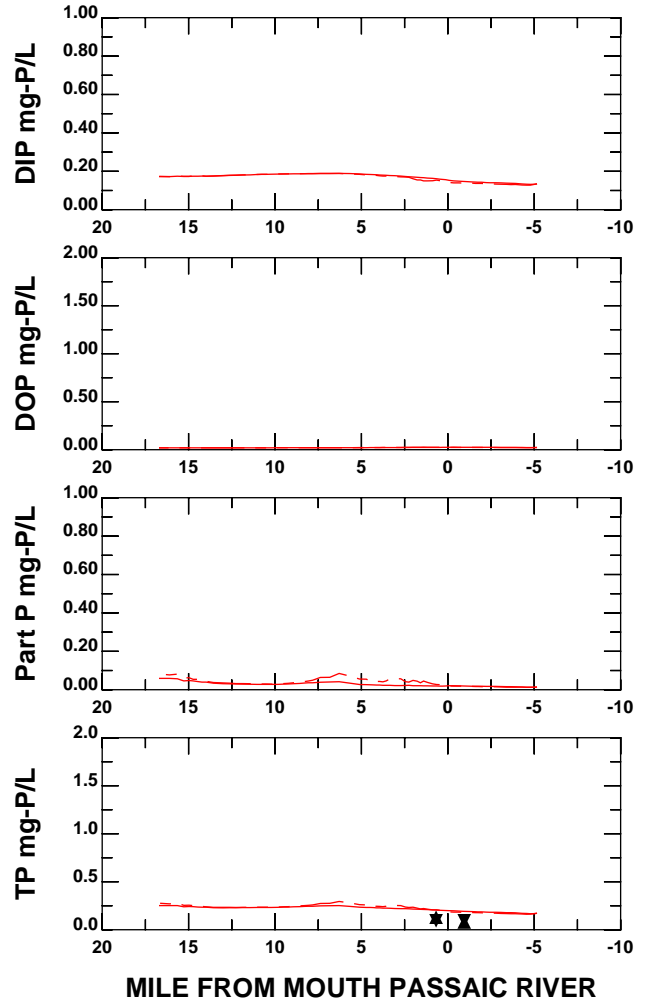 DIP mg-P/L
1.00
0.80
0.60
0.40
0.20
0.00
20 15 10 5 0 -5 -10
DOP mg-P/L
2.00
1.50
1.00
0.50
0.00
20 15 10 5 0 -5 -10
Part P mg-P/L
1.00
0.80
0.60
0.40
0.20
0.00
20 15 10 5 0 -5 -10
TP mg-P/L
2.0
1.5
1.0
0.5
0.0
20 15 10 5 0 -5 -10
MILE FROM MOUTH PASSAIC RIVER